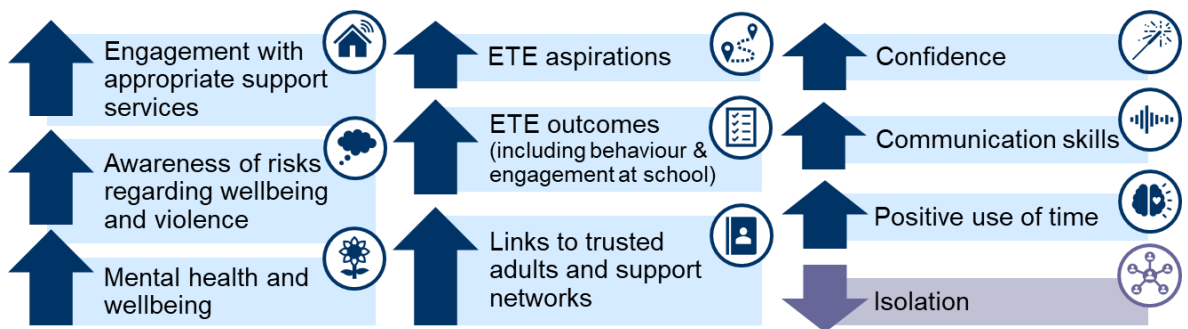 Engagement with
appropriate support
services
Awareness of risks
regarding wellbeing
and violence
Mental health and
wellbeing
ETE aspirations
ETE outcomes
(including behaviour &
engagement at school)
Links to trusted
adults and support
networks
Confidence
Communication skills
Positive use of time
Isolation